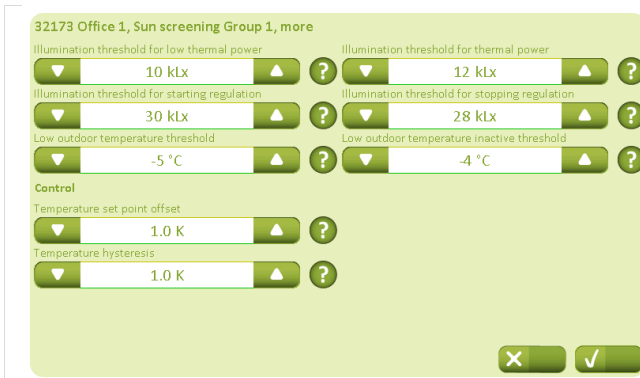 32173 Office 1, Sun screening Group 1, more
Illumination threshold for low thermal power
Illumination threshold for thermal power
10 kLx
?
12 kLx
?
Illumination threshold for starting regulation
Illumination threshold for stopping regulation
30 kLx
?
28 kLx
?
Low outdoor temperature threshold
Low outdoor temperature inactive threshold
-5 °C
?
-4 °C
?
Control
Temperature set point offset
1.0 K
?
Temperature hysteresis
1.0 K
?